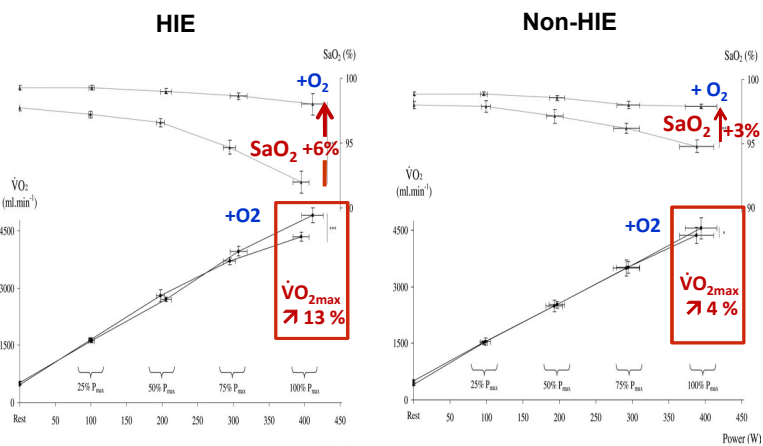 HIE
SaO₂ (%)
+O₂
100
SaO₂ +6%
95
90
V̇O₂
(ml.min⁻¹)
+O2
4500
***
3000
V̇O₂max
↗ 13 %
1500
25% Pmax
50% Pmax
75% Pmax
100% Pmax
0
Rest
50
100
150
200
250
300
350
400
450
Non-HIE
SaO₂ (%)
100
+ O₂
SaO₂ +3%
95
90
V̇O₂
(ml.min⁻¹)
+O2
4500
*
3000
V̇O₂max
↗ 4 %
1500
25% Pmax
50% Pmax
75% Pmax
100% Pmax
0
Rest
50
100
150
200
250
300
350
400
450
Power (W)